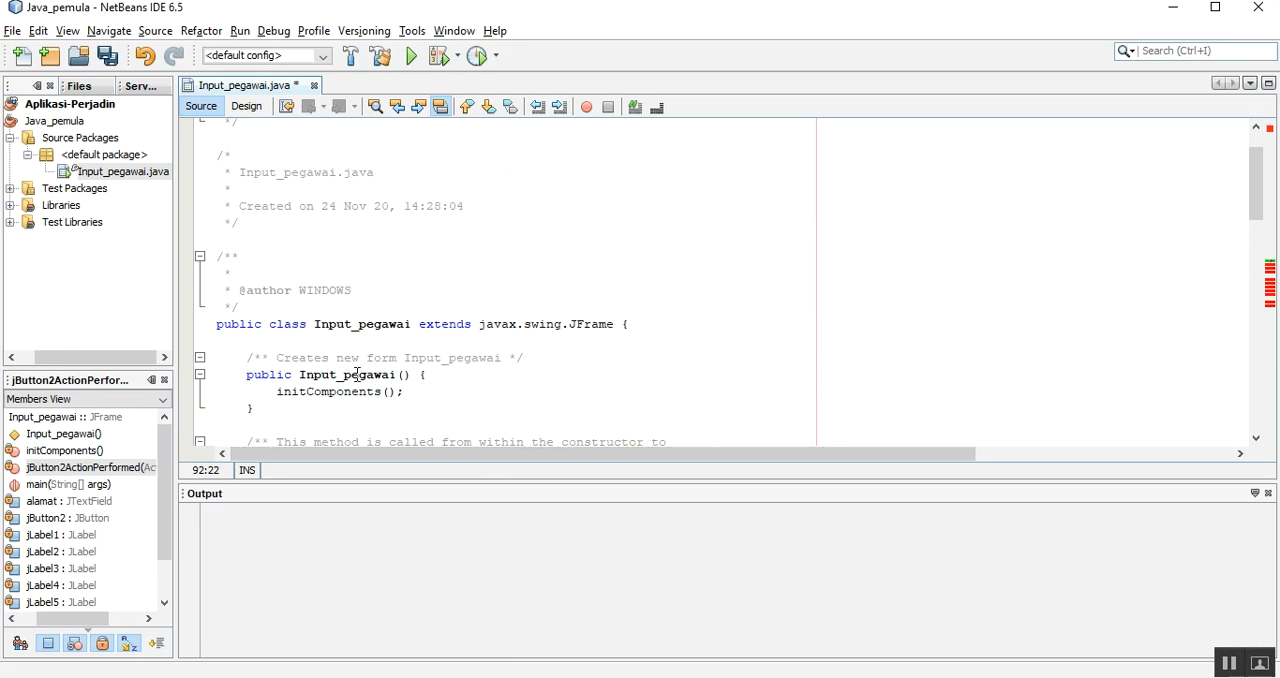 Java_pemula - NetBeans IDE 6.5
File Edit View Navigate Source Refactor Run Debug Profile Versioning Tools Window Help
<default config>
Search (Ctrl+I)
Files Serv...
Input_pegawai.java *
Source Design
Aplikasi-Perjadin
Java_pemula
Source Packages
<default package>
Input_pegawai.java
Test Packages
Libraries
Test Libraries
*/
/*
* Input_pegawai.java
*
* Created on 24 Nov 20, 14:28:04
*/
/**
*
* @author WINDOWS
*/
public class Input_pegawai extends javax.swing.JFrame {
/** Creates new form Input_pegawai */
public Input_pegawai() {
initComponents();
}
/** This method is called from within the constructor to
92:22 INS
jButton2ActionPerfor...
Members View
Input_pegawai :: JFrame
Input_pegawai()
initComponents()
jButton2ActionPerformed(Ac
main(String[] args)
alamat : JTextField
jButton2 : JButton
jLabel1 : JLabel
jLabel2 : JLabel
jLabel3 : JLabel
jLabel4 : JLabel
jLabel5 : JLabel
Output